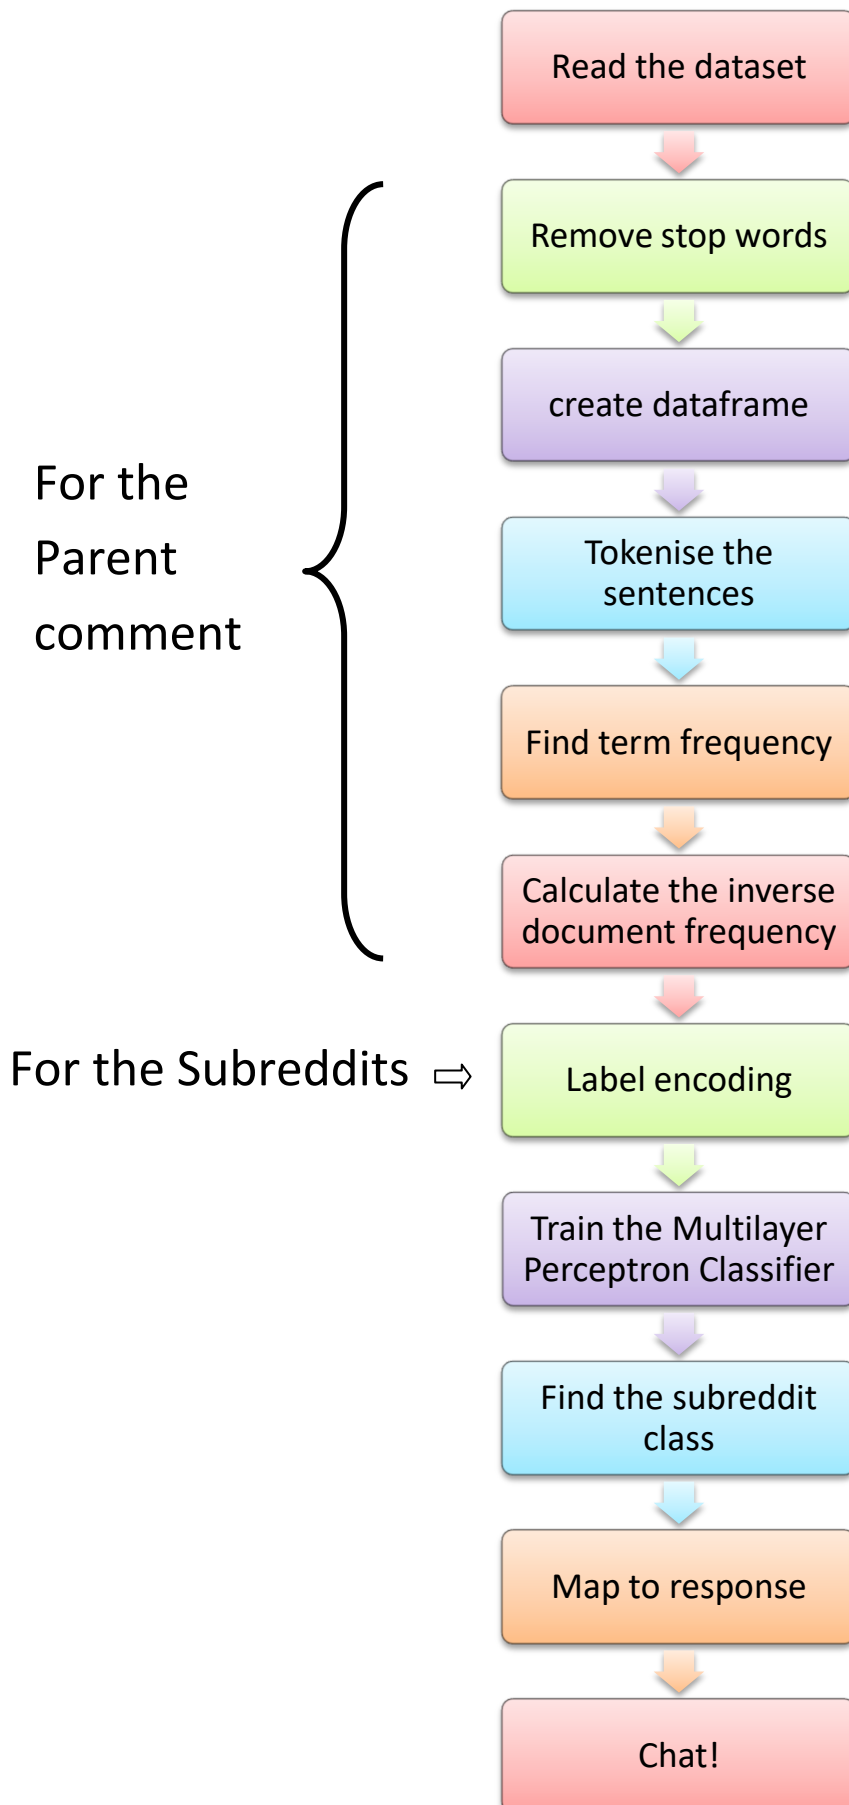 Read the dataset
Remove stop words
create dataframe
For the
Parent
comment
Tokenise the
sentences
Find term frequency
Calculate the inverse
document frequency
For the Subreddits ⇨
Label encoding
Train the Multilayer
Perceptron Classifier
Find the subreddit
class
Map to response
Chat!